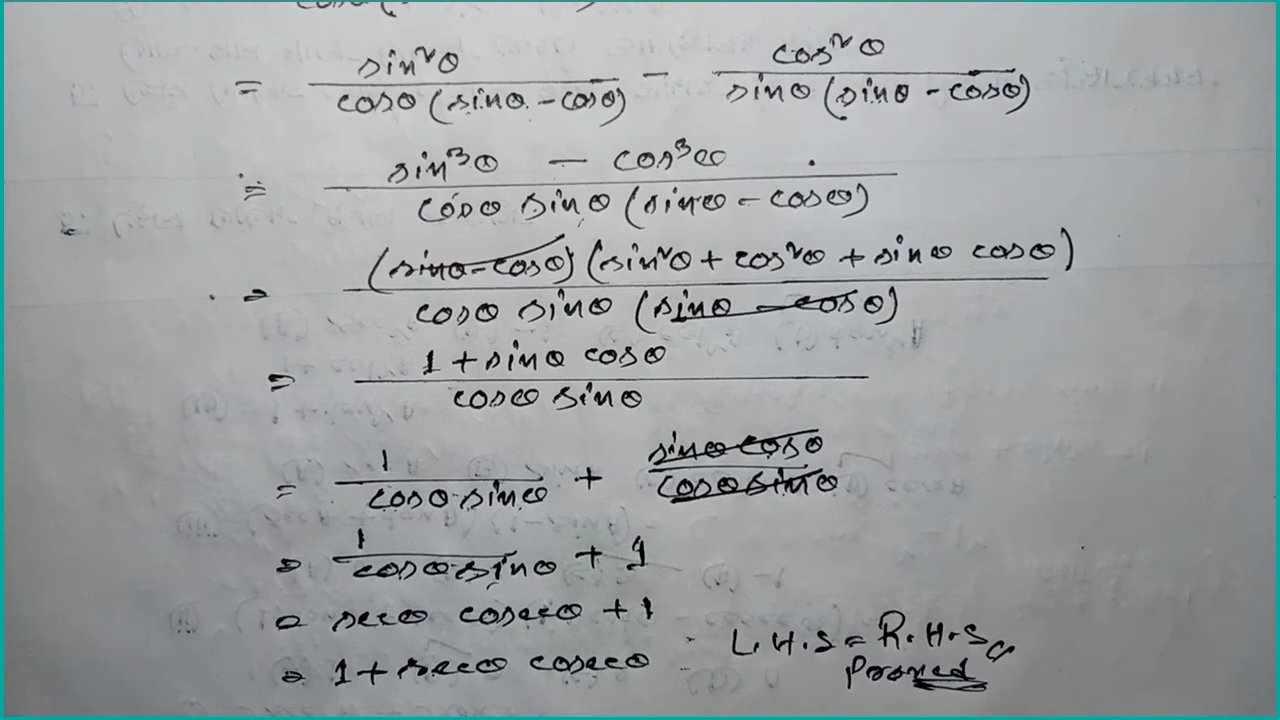 = sin²θ / cosθ (sinθ - cosθ) - cos²θ / sinθ (sinθ - cosθ)
= sin³θ - cos³θ / cosθ sinθ (sinθ - cosθ)
= (sinθ - cosθ) (sin²θ + cos²θ + sinθ cosθ) / cosθ sinθ (sinθ - cosθ)
= 1 + sinθ cosθ / cosθ sinθ
= 1 / cosθ·sinθ + sinθ cosθ / cosθ sinθ
= 1 / cosθ·sinθ + 1
= secθ cosecθ + 1
= 1 + secθ cosecθ
L.H.S = R.H.S
Proved